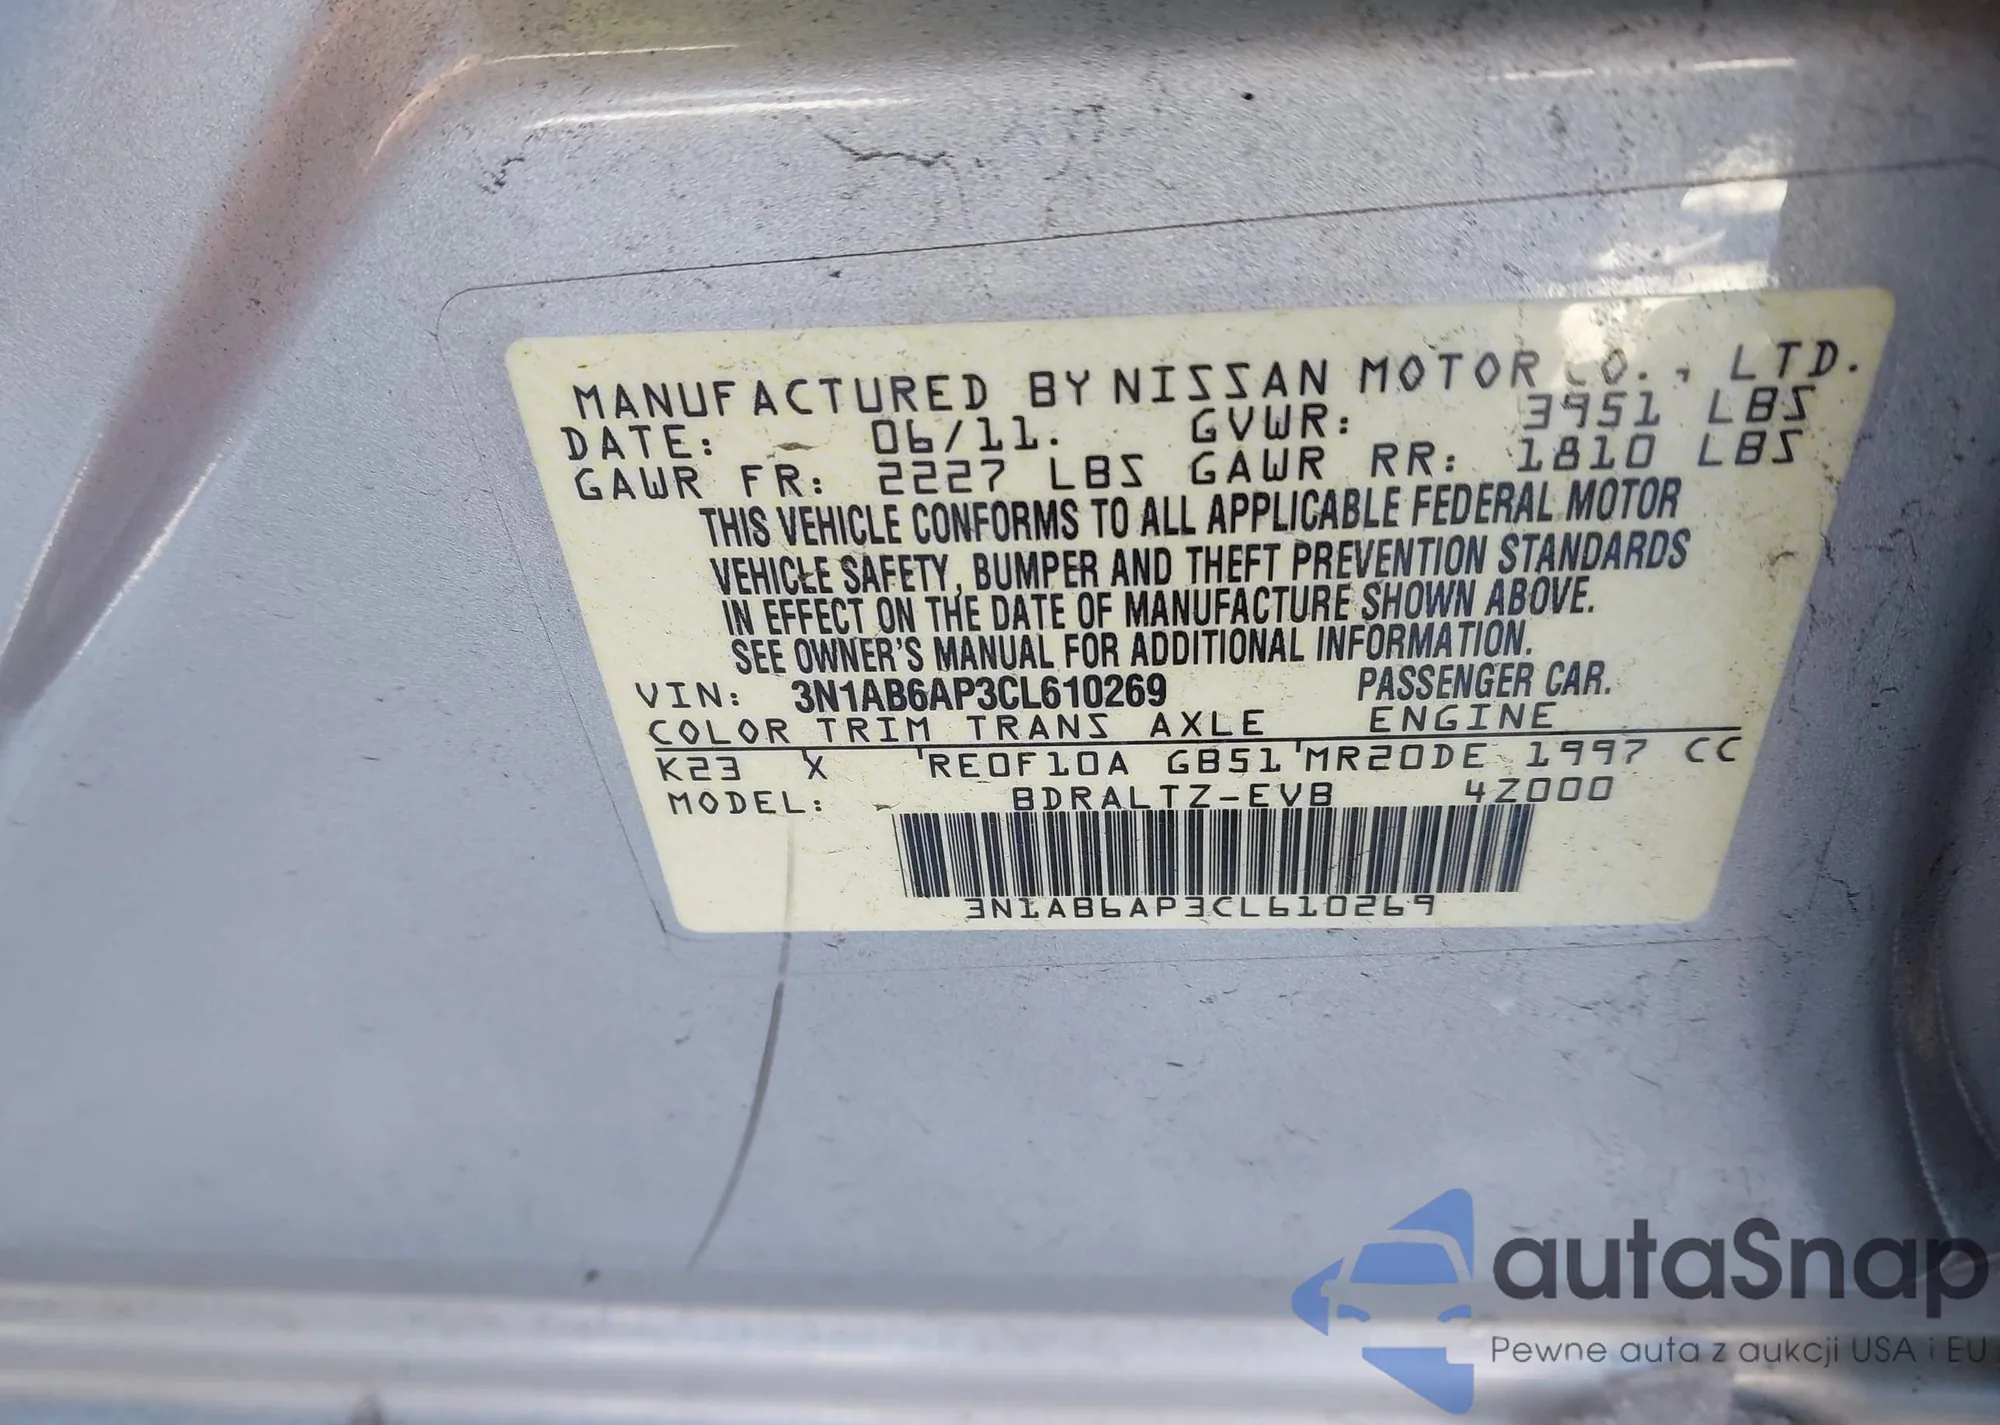 MANUFACTURED BY NISSAN MOTOR CO., LTD.
DATE: 06/11. GVWR: 3951 LBS
GAWR FR: 2227 LBS GAWR RR: 1810 LBS
THIS VEHICLE CONFORMS TO ALL APPLICABLE FEDERAL MOTOR
VEHICLE SAFETY, BUMPER AND THEFT PREVENTION STANDARDS
IN EFFECT ON THE DATE OF MANUFACTURE SHOWN ABOVE.
SEE OWNER'S MANUAL FOR ADDITIONAL INFORMATION.
VIN: 3N1AB6AP3CL610269 PASSENGER CAR.
COLOR TRIM TRANS AXLE ENGINE
K23 X RE0F10A GB51 MR20DE 1997 CC
MODEL: BDRALTZ-EVB 4Z000
3N1AB6AP3CL610269
autaSnap
Pewne auta z aukcji USA i EU